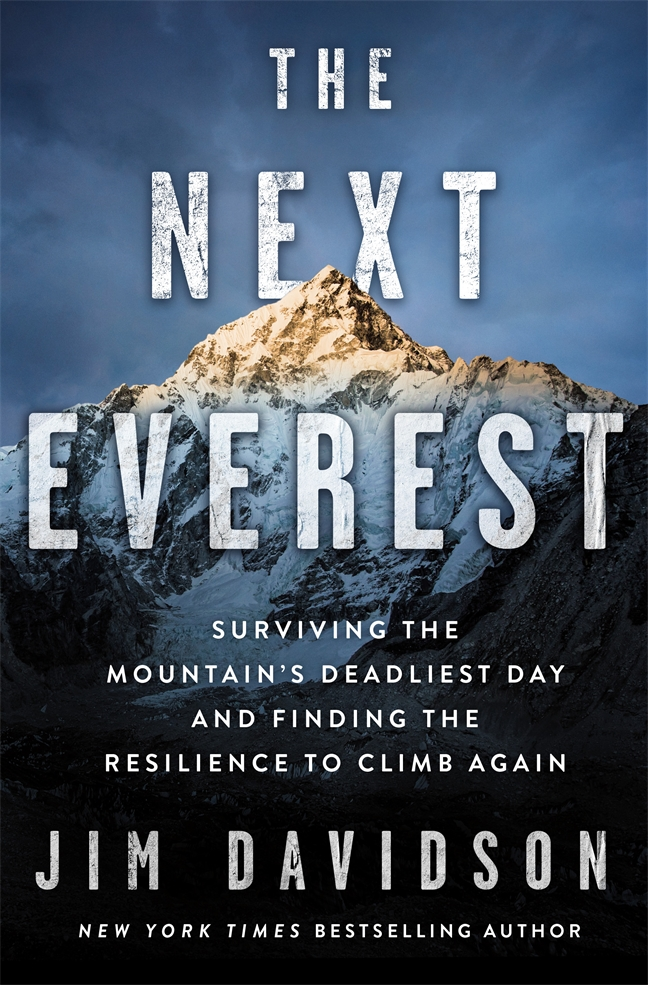 THE
NEXT
EVEREST
SURVIVING THE
MOUNTAIN'S DEADLIEST DAY
AND FINDING THE
RESILIENCE TO CLIMB AGAIN
JIM DAVIDSON
NEW YORK TIMES BESTSELLING AUTHOR